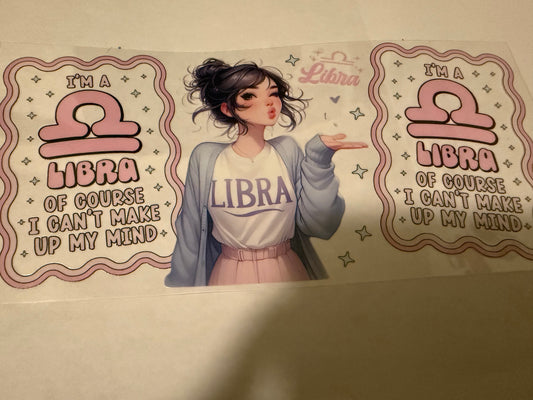 I'M A
LIBRA
OF COURSE
I CAN'T MAKE
UP MY MIND
Libra
LIBRA
I'M A
LIBRA
OF COURSE
I CAN'T MAKE
UP MY MIND